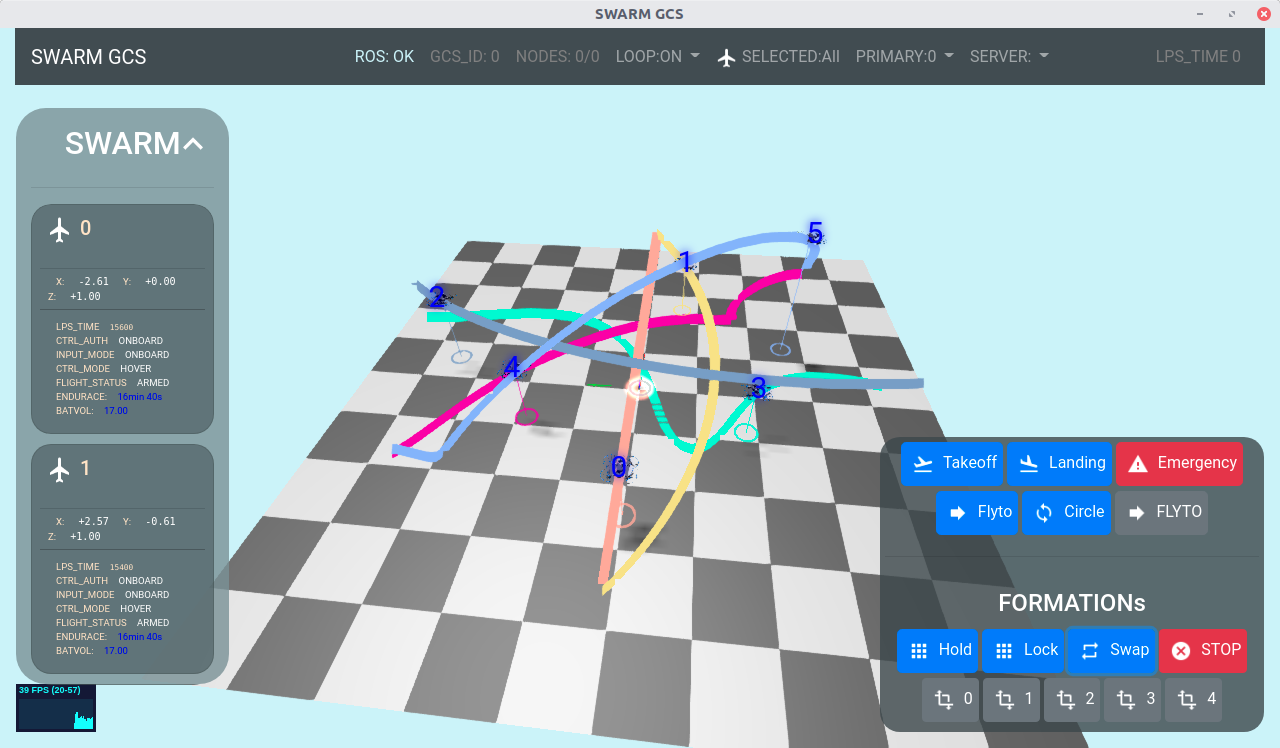 SWARM GCS
SWARM GCS ROS: OK GCS_ID: 0 NODES: 0/0 LOOP:ON SELECTED:All PRIMARY:0 SERVER: LPS_TIME 0
SWARM
0
X: -2.61 Y: +0.00
Z: +1.00
LPS_TIME 15600
CTRL_AUTH ONBOARD
INPUT_MODE ONBOARD
CTRL_MODE HOVER
FLIGHT_STATUS ARMED
ENDURACE: 16min 40s
BATVOL: 17.00
1
X: +2.57 Y: -0.61
Z: +1.00
LPS_TIME 15400
CTRL_AUTH ONBOARD
INPUT_MODE ONBOARD
CTRL_MODE HOVER
FLIGHT_STATUS ARMED
ENDURACE: 16min 40s
BATVOL: 17.00
39 FPS (20-57)
5
1
2
4
3
0
Takeoff Landing Emergency
Flyto Circle FLYTO
FORMATIONs
Hold Lock Swap STOP
0 1 2 3 4